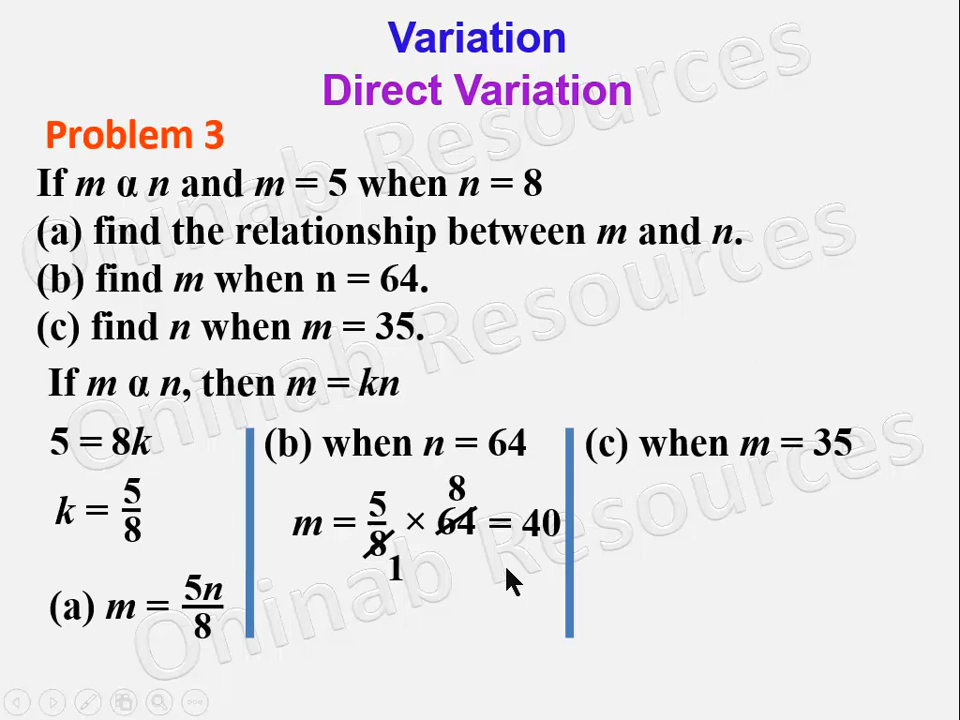 Variation
Direct Variation
Problem 3
If m α n and m = 5 when n = 8
(a) find the relationship between m and n.
(b) find m when n = 64.
(c) find n when m = 35.
If m α n, then m = kn
5 = 8k
k = 5/8
(a) m = 5n/8
(b) when n = 64
8
m = 5/8 × 64 = 40
1
(c) when m = 35
Oninab Resources
Oninab Resources
Oninab Resources